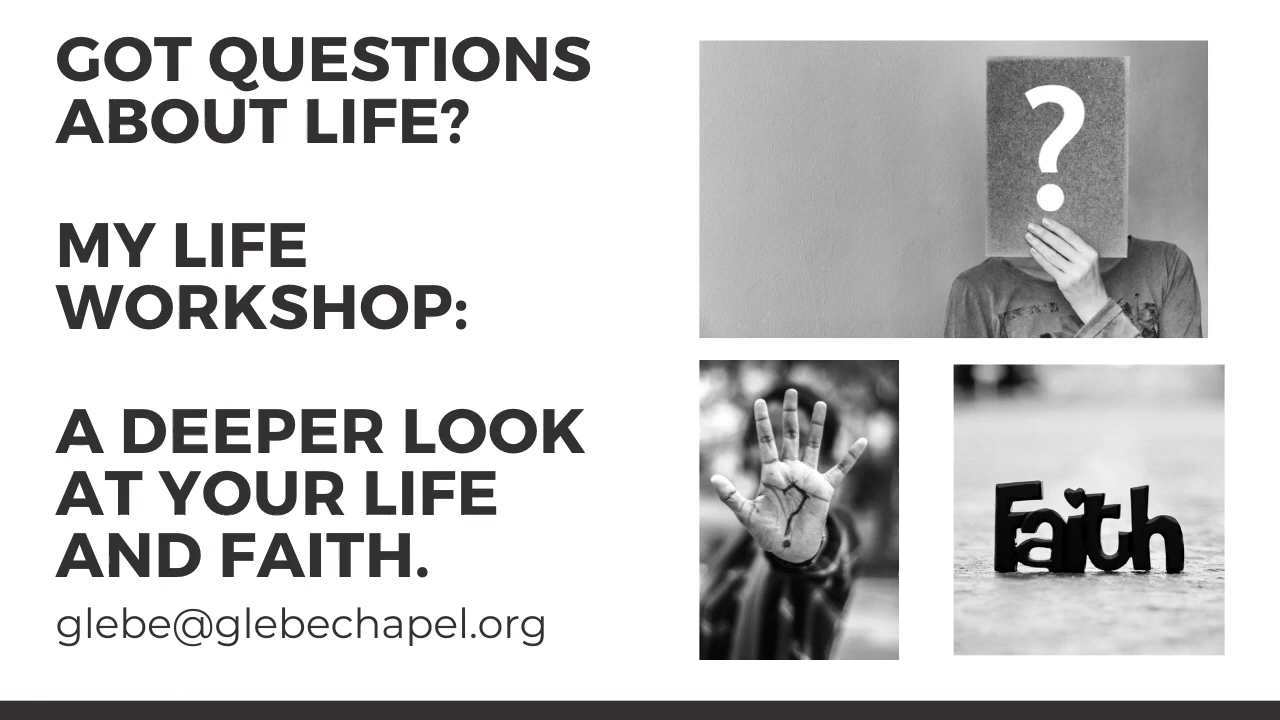 GOT QUESTIONS
ABOUT LIFE?
MY LIFE
WORKSHOP:
A DEEPER LOOK
AT YOUR LIFE
AND FAITH.
glebe@glebechapel.org
?
?
Faith